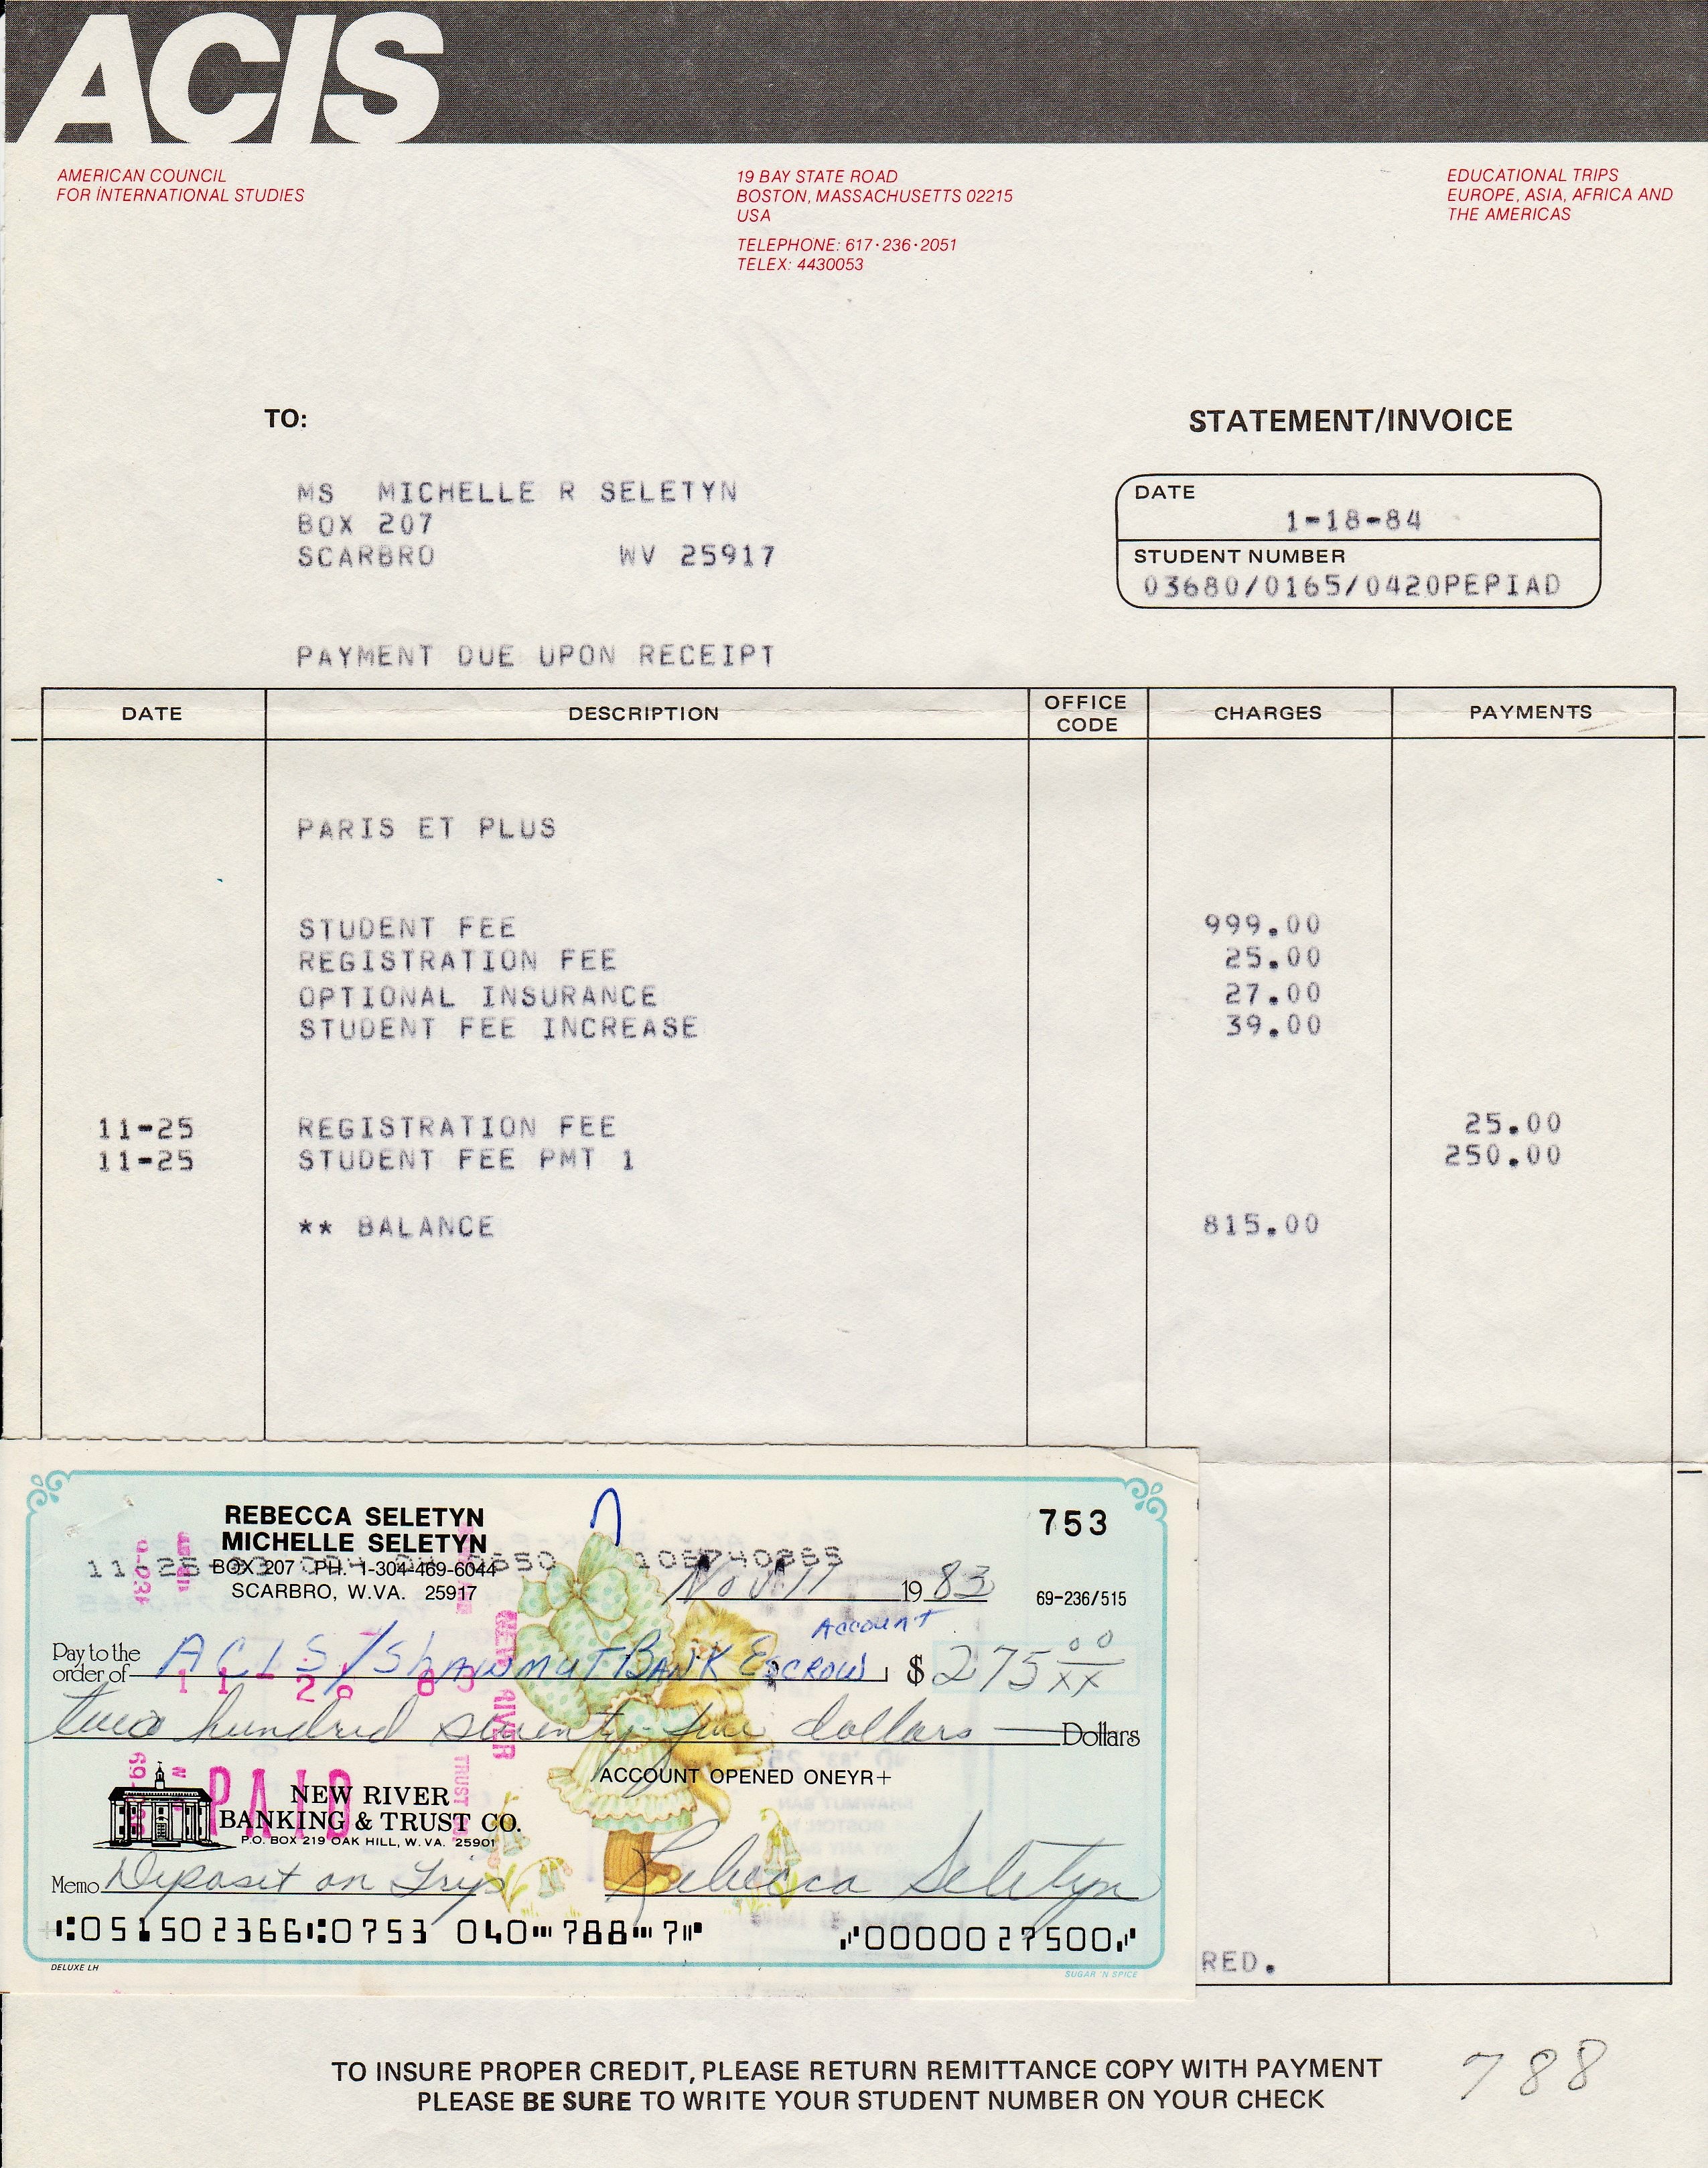 ACIS
AMERICAN COUNCIL
FOR INTERNATIONAL STUDIES
19 BAY STATE ROAD
BOSTON, MASSACHUSETTS 02215
USA
TELEPHONE: 617·236·2051
TELEX: 4430053
EDUCATIONAL TRIPS
EUROPE, ASIA, AFRICA AND
THE AMERICAS
TO:
STATEMENT/INVOICE
MS MICHELLE R SELETYN
BOX 207
SCARBRO WV 25917
DATE
1-18-84
STUDENT NUMBER
03680/0165/0420PEPIAD
PAYMENT DUE UPON RECEIPT
DATE DESCRIPTION OFFICE CODE CHARGES PAYMENTS
PARIS ET PLUS
STUDENT FEE 999.00
REGISTRATION FEE 25.00
OPTIONAL INSURANCE 27.00
STUDENT FEE INCREASE 39.00
11-25 REGISTRATION FEE 25.00
11-25 STUDENT FEE PMT 1 250.00
** BALANCE 815.00
REBECCA SELETYN
MICHELLE SELETYN
BOX 207 PH. 1-304-469-6044
SCARBRO, W.VA. 25917
753
Nov 11 1983
69-236/515
Account
Pay to the order of ACIS/Shawmut Bank Escrow $ 275 00/xx
two hundred seventy-five dollars Dollars
ACCOUNT OPENED ONEYR+
PAID
NEW RIVER
BANKING & TRUST CO.
P.O. BOX 219 OAK HILL, W. VA. 25901
Memo Deposit on Trip Rebecca Seletyn
⑆051502366⑆0753 040⑉788⑉7⑈ ⑈0000027500⑈
DELUXE LH
SUGAR 'N SPICE
RED.
TO INSURE PROPER CREDIT, PLEASE RETURN REMITTANCE COPY WITH PAYMENT
PLEASE BE SURE TO WRITE YOUR STUDENT NUMBER ON YOUR CHECK
788